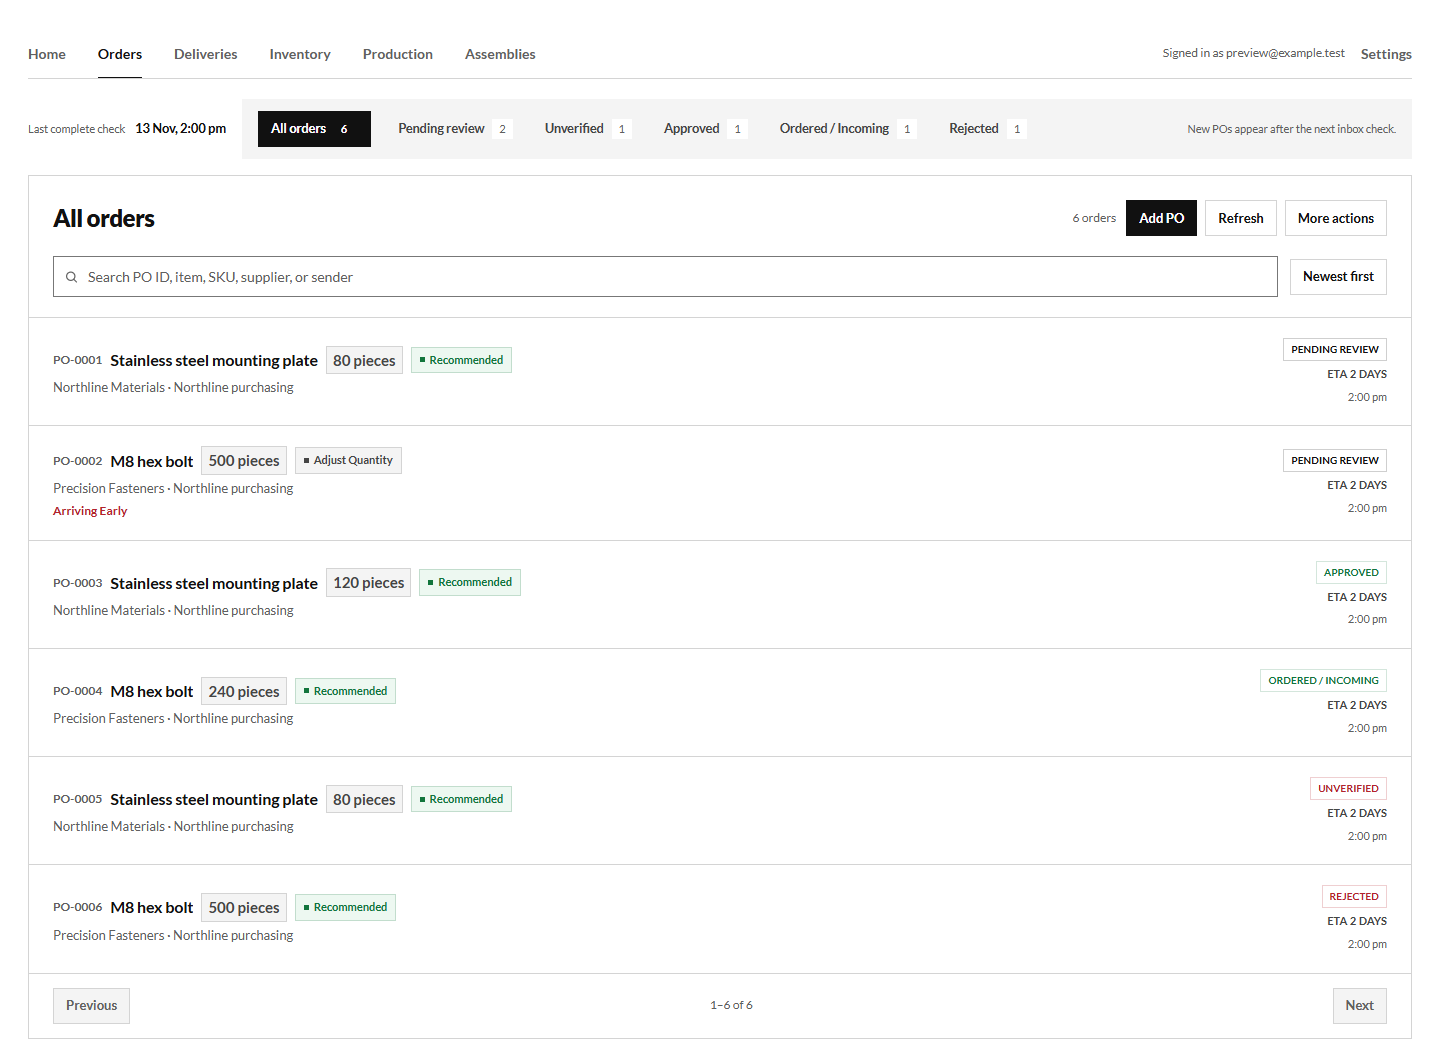 Home Orders Deliveries Inventory Production Assemblies Signed in as preview@example.test Settings
Last complete check 13 Nov, 2:00 pm All orders 6 Pending review 2 Unverified 1 Approved 1 Ordered / Incoming 1 Rejected 1 New POs appear after the next inbox check.
All orders 6 orders Add PO Refresh More actions
Search PO ID, item, SKU, supplier, or sender Newest first
PO-0001 Stainless steel mounting plate 80 pieces Recommended
Northline Materials · Northline purchasing
PENDING REVIEW
ETA 2 DAYS
2:00 pm
PO-0002 M8 hex bolt 500 pieces Adjust Quantity
Precision Fasteners · Northline purchasing
Arriving Early
PENDING REVIEW
ETA 2 DAYS
2:00 pm
PO-0003 Stainless steel mounting plate 120 pieces Recommended
Northline Materials · Northline purchasing
APPROVED
ETA 2 DAYS
2:00 pm
PO-0004 M8 hex bolt 240 pieces Recommended
Precision Fasteners · Northline purchasing
ORDERED / INCOMING
ETA 2 DAYS
2:00 pm
PO-0005 Stainless steel mounting plate 80 pieces Recommended
Northline Materials · Northline purchasing
UNVERIFIED
ETA 2 DAYS
2:00 pm
PO-0006 M8 hex bolt 500 pieces Recommended
Precision Fasteners · Northline purchasing
REJECTED
ETA 2 DAYS
2:00 pm
Previous 1–6 of 6 Next